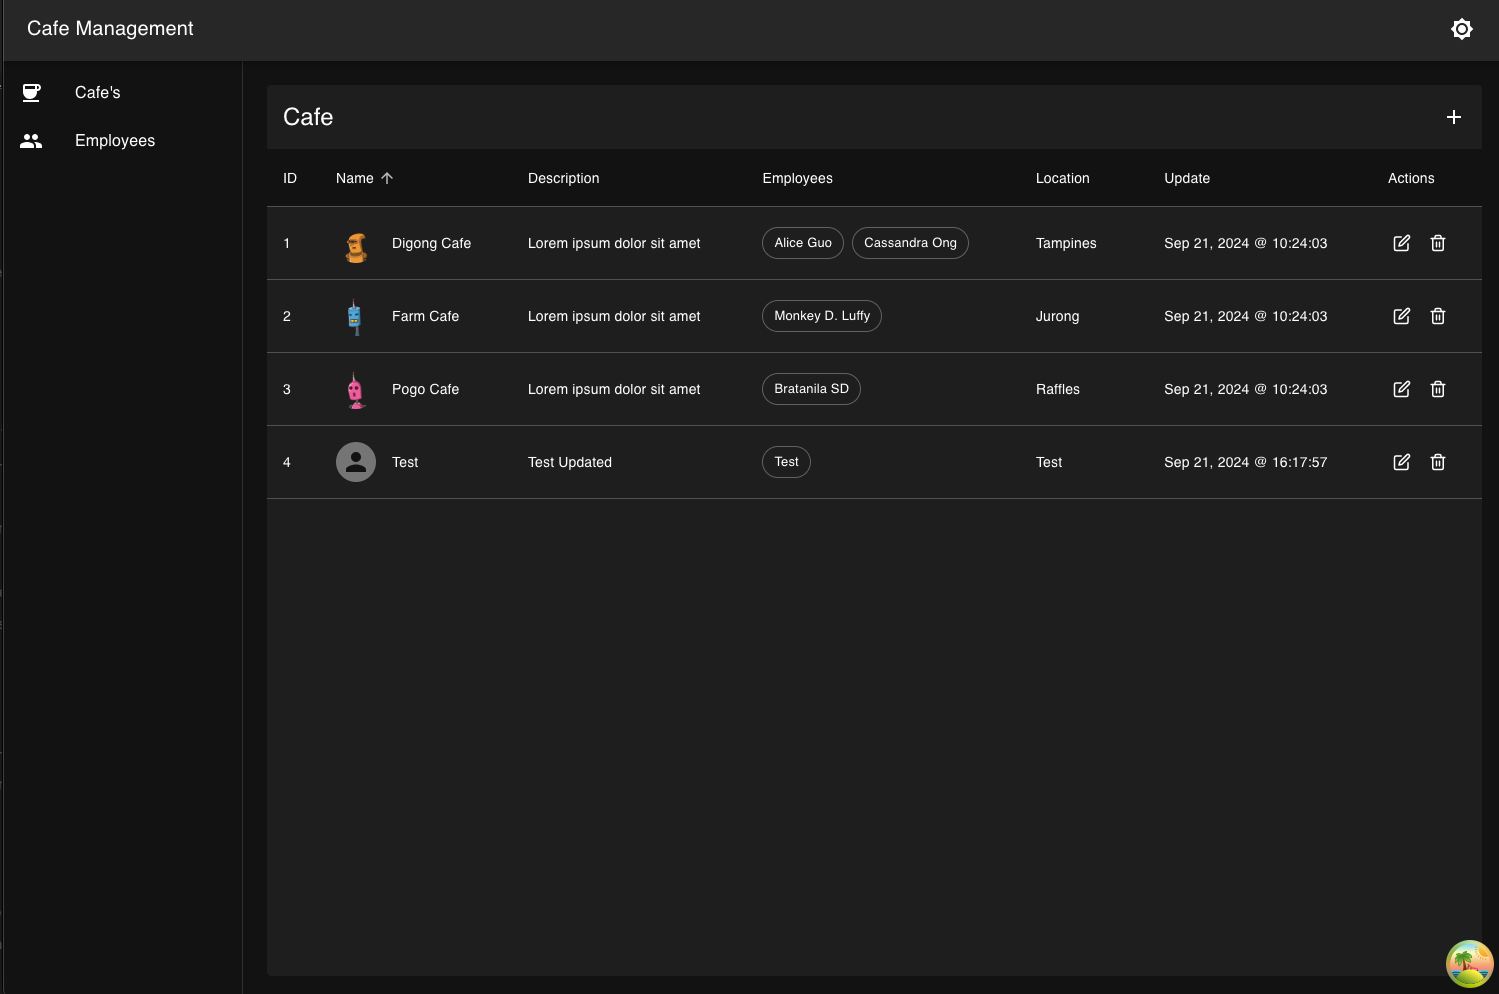 Cafe Management
Cafe's
Employees
Cafe
ID Name Description Employees Location Update Actions
1 Digong Cafe Lorem ipsum dolor sit amet Alice Guo Cassandra Ong Tampines Sep 21, 2024 @ 10:24:03
2 Farm Cafe Lorem ipsum dolor sit amet Monkey D. Luffy Jurong Sep 21, 2024 @ 10:24:03
3 Pogo Cafe Lorem ipsum dolor sit amet Bratanila SD Raffles Sep 21, 2024 @ 10:24:03
4 Test Test Updated Test Test Sep 21, 2024 @ 16:17:57